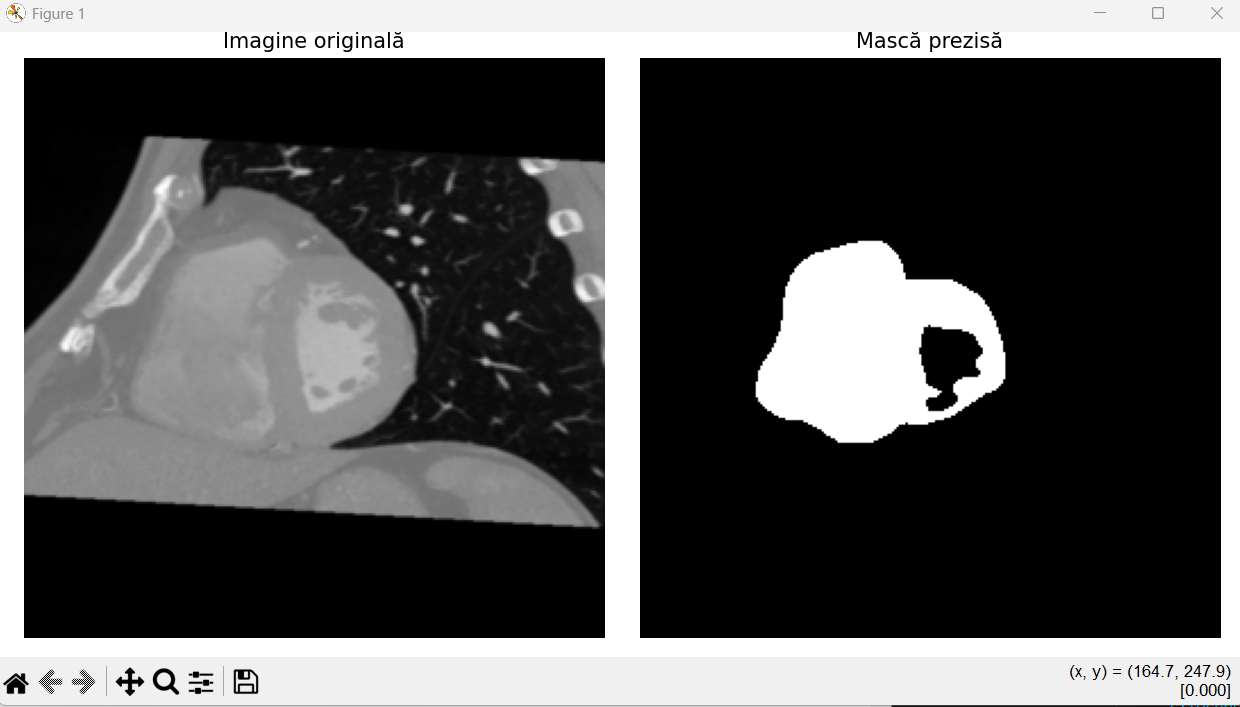 Figure 1
Imagine originală
Mască prezisă
(x, y) = (164.7, 247.9)
[0.000]